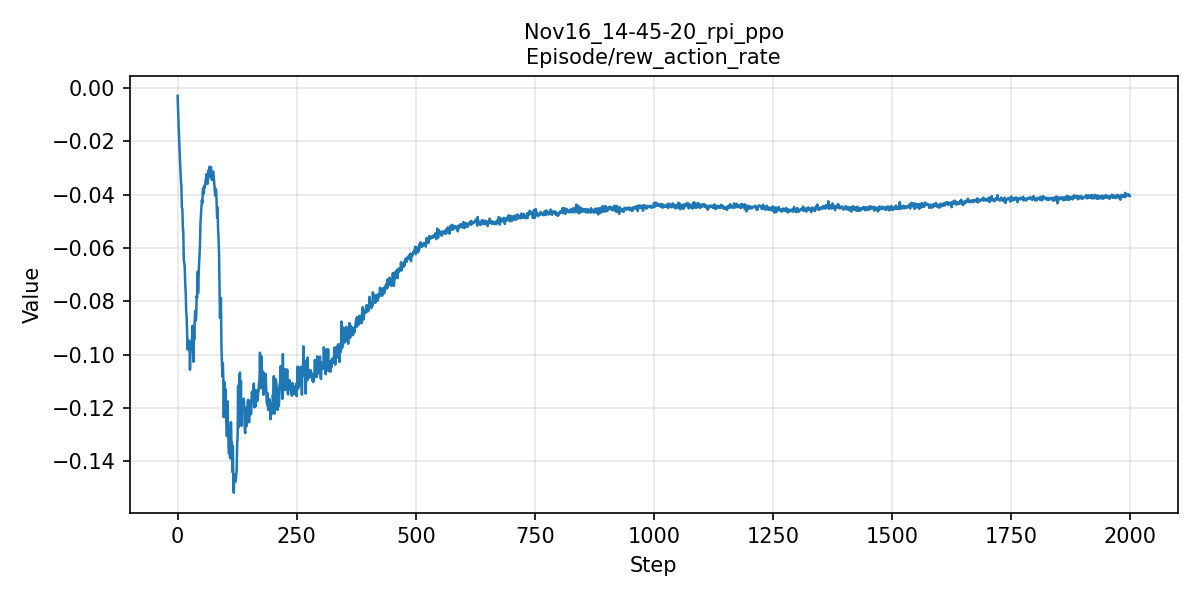 Nov16_14-45-20_rpi_ppo
Episode/rew_action_rate
0.00
−0.02
−0.04
−0.06
−0.08
−0.10
−0.12
−0.14
Value
0 250 500 750 1000 1250 1500 1750 2000
Step